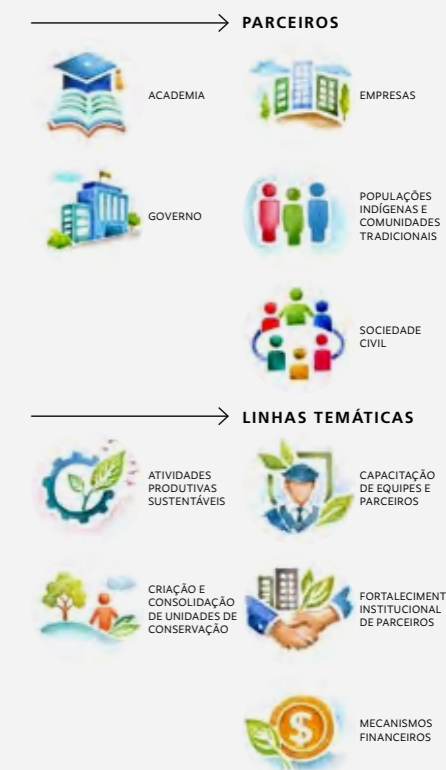 PARCEIROS
ACADEMIA
EMPRESAS
GOVERNO
POPULAÇÕES
INDÍGENAS E
COMUNIDADES
TRADICIONAIS
SOCIEDADE
CIVIL
LINHAS TEMÁTICAS
ATIVIDADES
PRODUTIVAS
SUSTENTÁVEIS
CAPACITAÇÃO
DE EQUIPES E
PARCEIROS
CRIAÇÃO E
CONSOLIDAÇÃO
DE UNIDADES DE
CONSERVAÇÃO
FORTALECIMENT
INSTITUCIONAL
DE PARCEIROS
MECANISMOS
FINANCEIROS
$